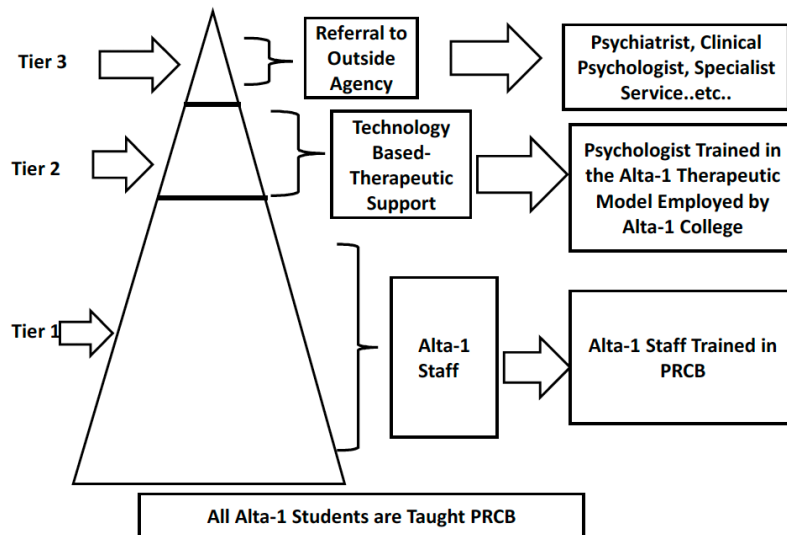 Tier 3
Referral to
Outside
Agency
Psychiatrist, Clinical
Psychologist, Specialist
Service..etc..
Tier 2
Technology
Based-
Therapeutic
Support
Psychologist Trained in
the Alta-1 Therapeutic
Model Employed by
Alta-1 College
Tier 1
Alta-1
Staff
Alta-1 Staff Trained in
PRCB
All Alta-1 Students are Taught PRCB